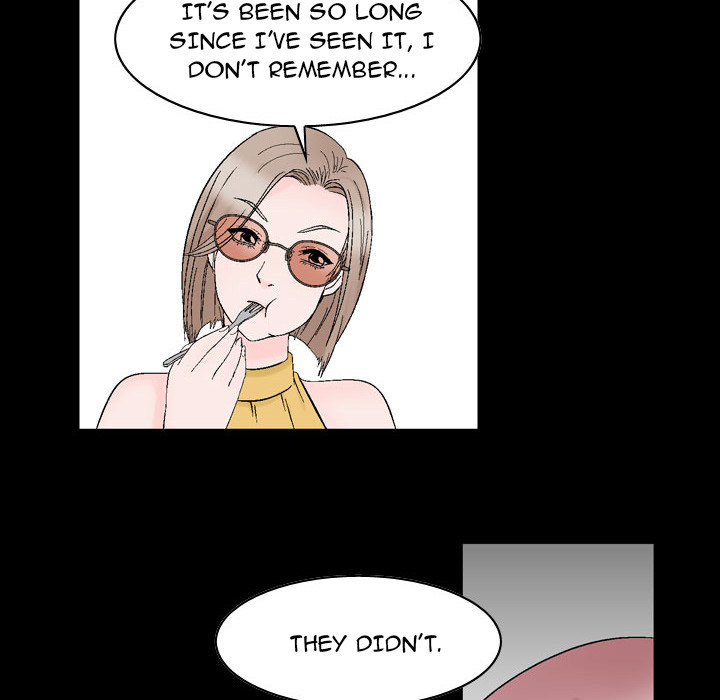 IT'S BEEN SO LONG
SINCE I'VE SEEN IT, I
DON'T REMEMBER...
THEY DIDN'T.